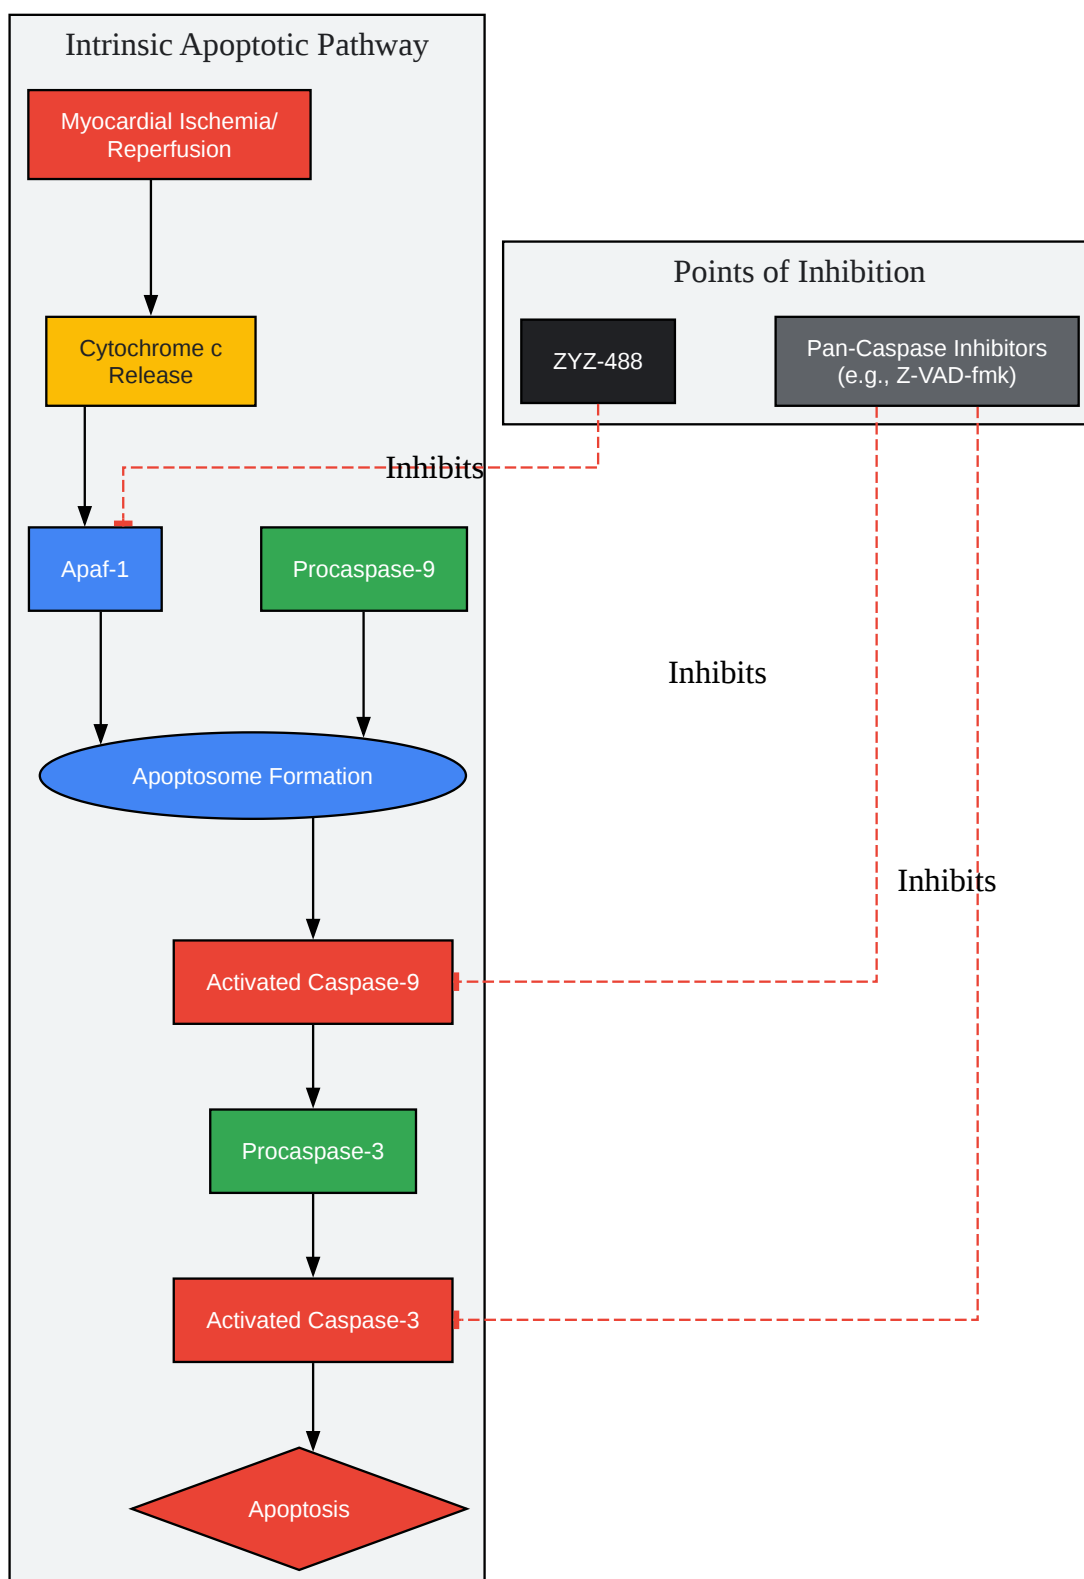 Intrinsic Apoptotic Pathway
Myocardial Ischemia/
Reperfusion
Points of Inhibition
Cytochrome c
Release
ZYZ-488
Pan-Caspase Inhibitors
(e.g., Z-VAD-fmk)
Inhibits
Apaf-1
Procaspase-9
Inhibits
Apoptosome Formation
Inhibits
Activated Caspase-9
Procaspase-3
Activated Caspase-3
Apoptosis